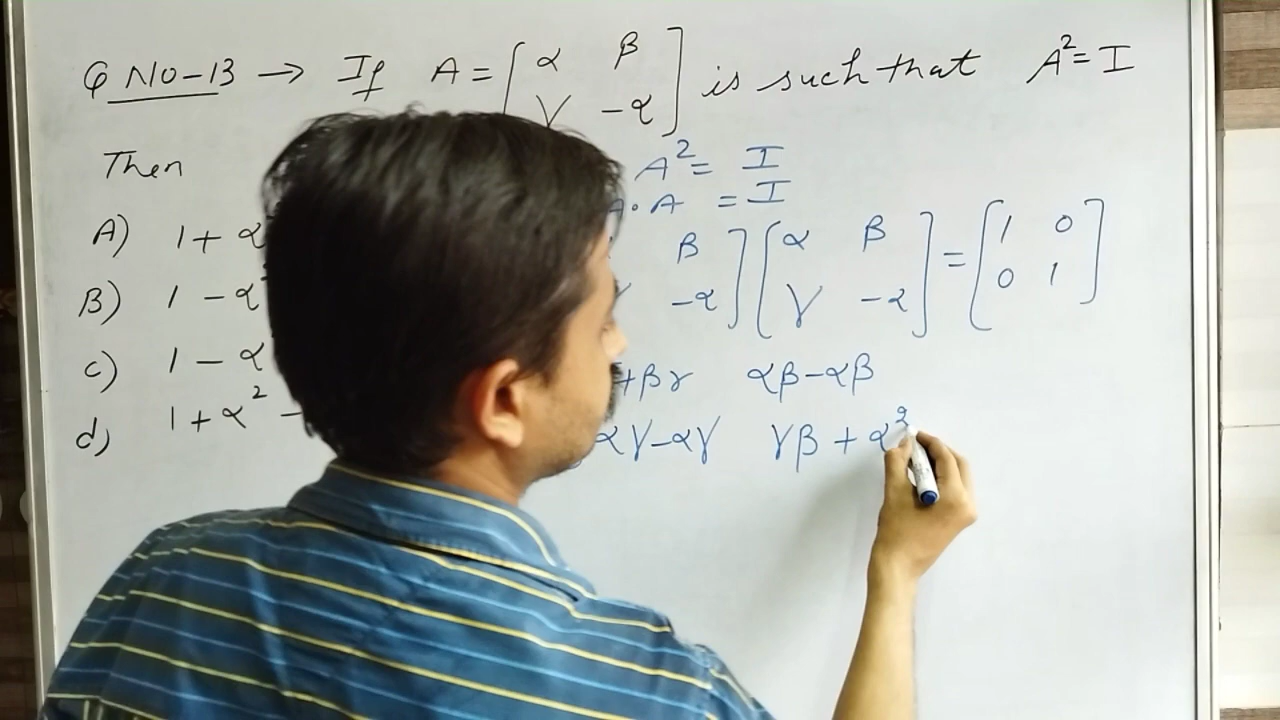 Q NO-13 → If A = [α β
γ -α] is such that A² = I
Then
A² = I
A·A = I
A) 1 + α
β] [α β] = [1 0
B) 1 - α
-α] [γ -α] 0 1]
C) 1 - α
+βγ αβ-αβ
d) 1 + α² -
αγ-αγ γβ + α²